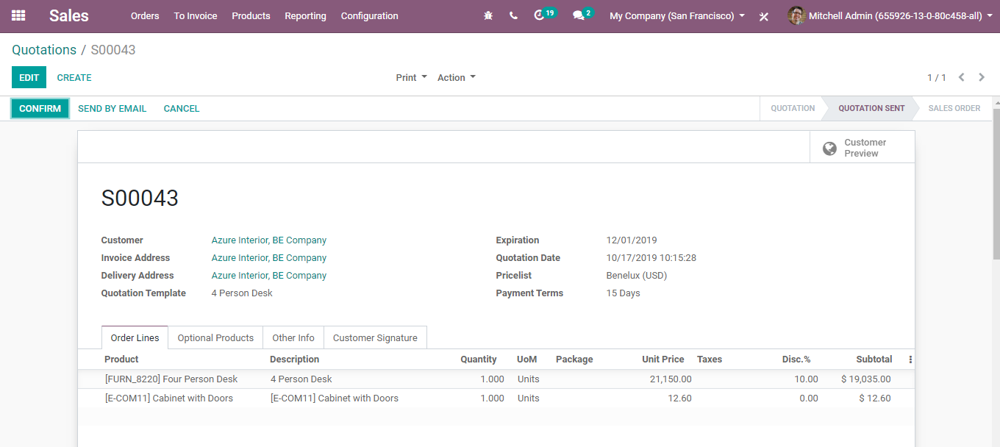 Sales Orders To Invoice Products Reporting Configuration 19 2 My Company (San Francisco) Mitchell Admin (655926-13-0-80c458-all)
Quotations / S00043
EDIT CREATE Print Action 1 / 1
CONFIRM SEND BY EMAIL CANCEL QUOTATION QUOTATION SENT SALES ORDER
Customer
Preview
S00043
Customer Azure Interior, BE Company Expiration 12/01/2019
Invoice Address Azure Interior, BE Company Quotation Date 10/17/2019 10:15:28
Delivery Address Azure Interior, BE Company Pricelist Benelux (USD)
Quotation Template 4 Person Desk Payment Terms 15 Days
Order Lines Optional Products Other Info Customer Signature
Product Description Quantity UoM Package Unit Price Taxes Disc.% Subtotal
[FURN_8220] Four Person Desk 4 Person Desk 1.000 Units 21,150.00 10.00 $ 19,035.00
[E-COM11] Cabinet with Doors [E-COM11] Cabinet with Doors 1.000 Units 12.60 0.00 $ 12.60